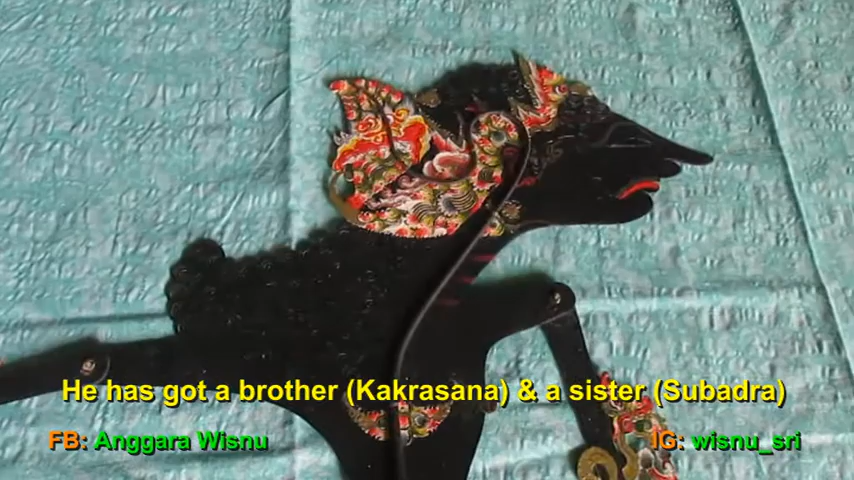 He has got a brother (Kakrasana) & a sister (Subadra)
FB: Anggara Wisnu
IG: wisnu_sri